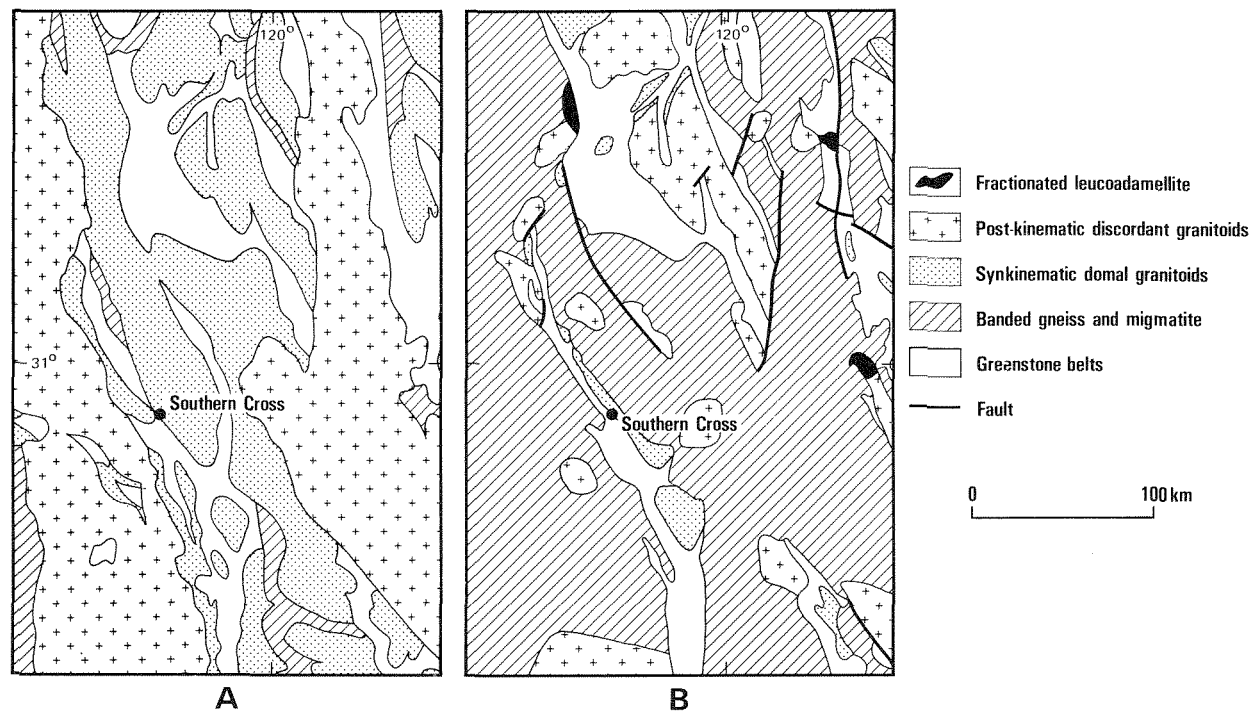 120°
31°
Southern Cross
A
120°
Southern Cross
B
Fractionated leucoadamellite
Post-kinematic discordant granitoids
Synkinematic domal granitoids
Banded gneiss and migmatite
Greenstone belts
Fault
0 100 km